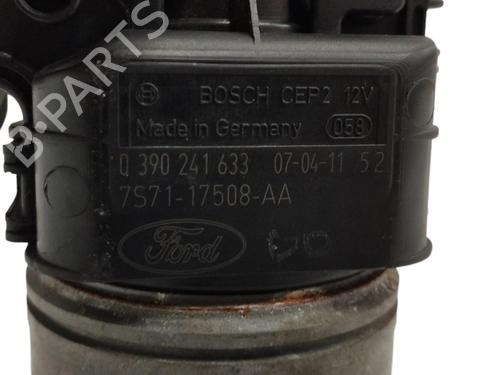 BOSCH CEP2 12V
Made in Germany 058
0 390 241 633 07-04-11 52
7S71-17508-AA
Ford
B-PARTS